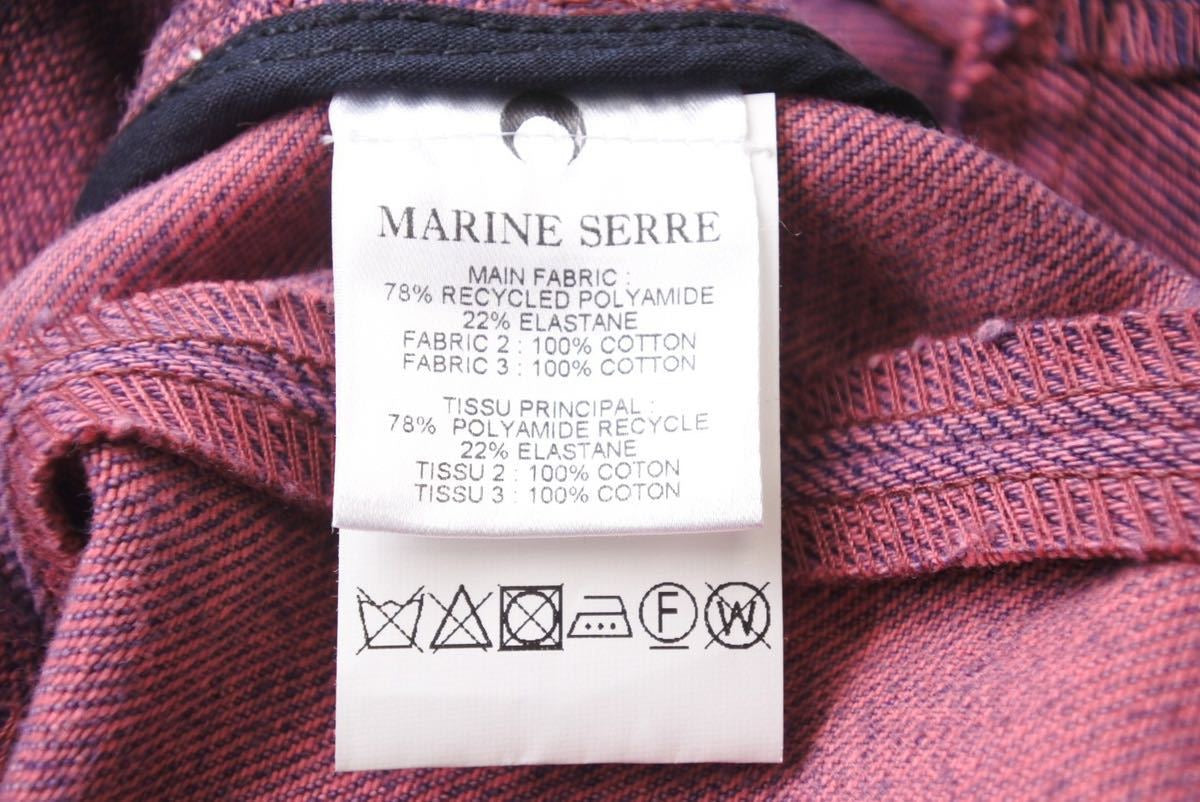 MARINE SERRE
MAIN FABRIC :
78% RECYCLED POLYAMIDE
22% ELASTANE
FABRIC 2 : 100% COTTON
FABRIC 3 : 100% COTTON
TISSU PRINCIPAL :
78% POLYAMIDE RECYCLE
22% ELASTANE
TISSU 2 : 100% COTON
TISSU 3 : 100% COTON
F W